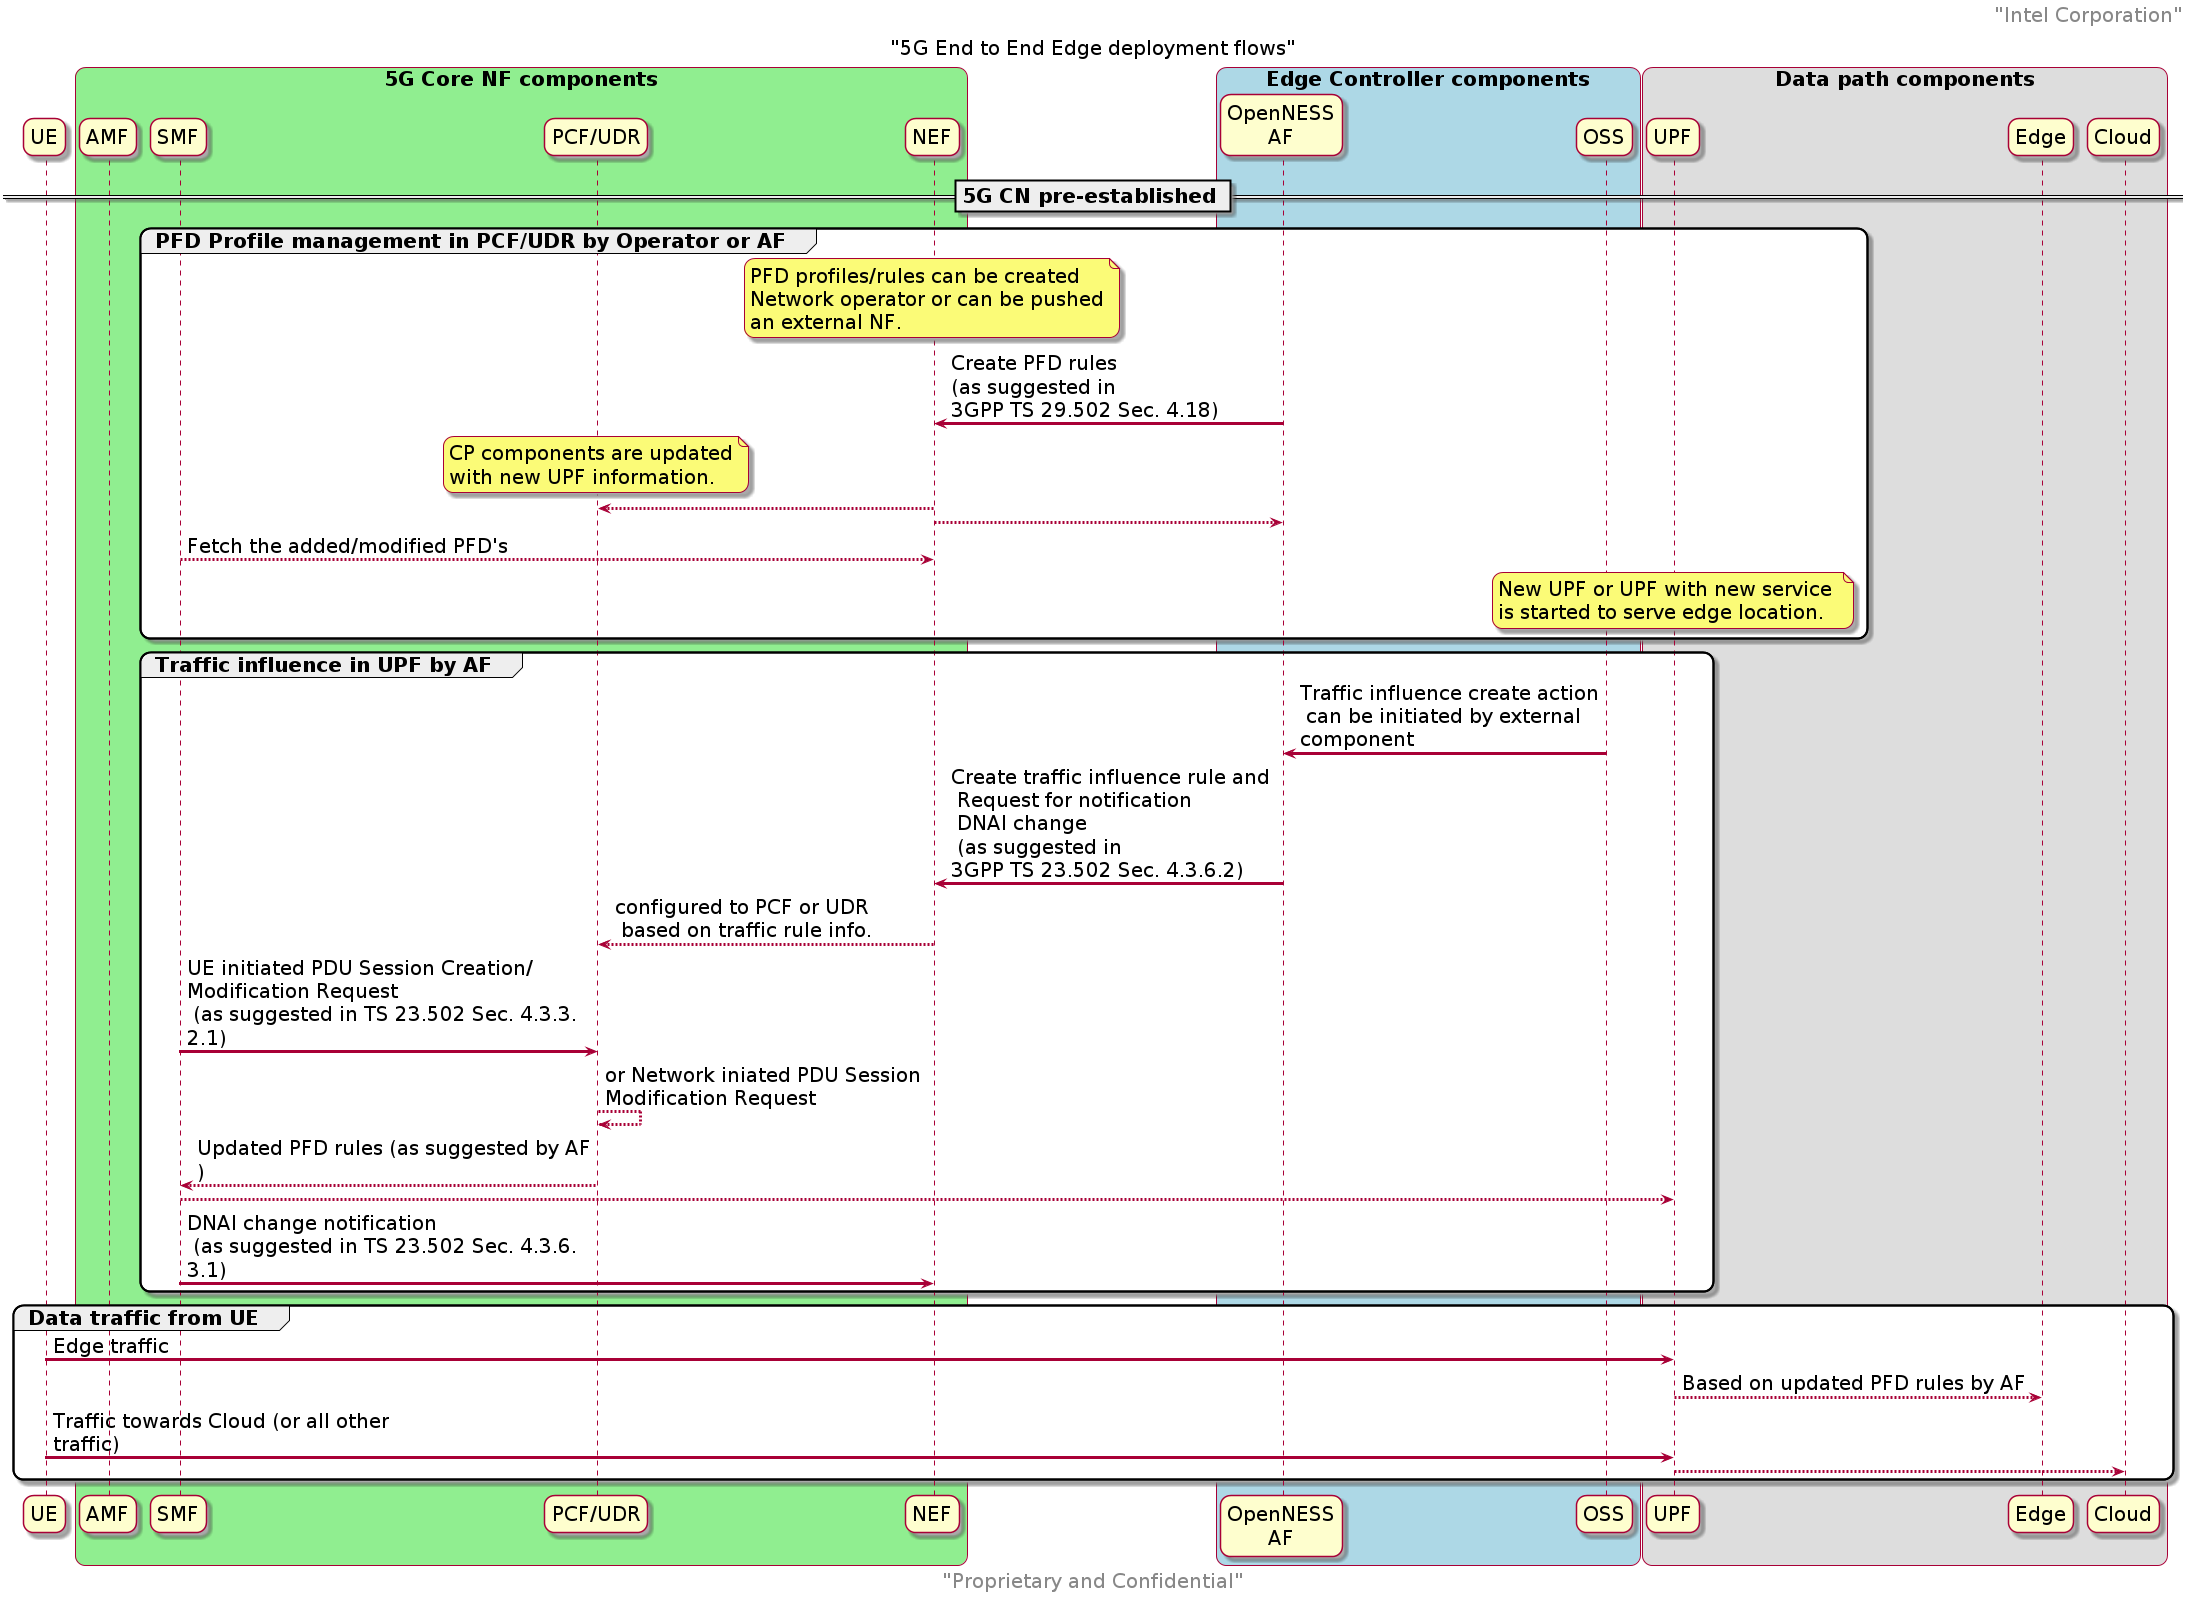 "Intel Corporation"
"5G End to End Edge deployment flows"
5G Core NF components
Edge Controller components
Data path components
UE
AMF
SMF
PCF/UDR
NEF
OpenNESS
AF
OSS
UPF
Edge
Cloud
5G CN pre-established
PFD Profile management in PCF/UDR by Operator or AF
PFD profiles/rules can be created
Network operator or can be pushed
an external NF.
Create PFD rules
(as suggested in
3GPP TS 29.502 Sec. 4.18)
CP components are updated
with new UPF information.
Fetch the added/modified PFD's
New UPF or UPF with new service
is started to serve edge location.
Traffic influence in UPF by AF
Traffic influence create action
can be initiated by external
component
Create traffic influence rule and
Request for notification
DNAI change
(as suggested in
3GPP TS 23.502 Sec. 4.3.6.2)
configured to PCF or UDR
based on traffic rule info.
UE initiated PDU Session Creation/
Modification Request
(as suggested in TS 23.502 Sec. 4.3.3.
2.1)
or Network iniated PDU Session
Modification Request
Updated PFD rules (as suggested by AF
)
DNAI change notification
(as suggested in TS 23.502 Sec. 4.3.6.
3.1)
Data traffic from UE
Edge traffic
Based on updated PFD rules by AF
Traffic towards Cloud (or all other
traffic)
UE
AMF
SMF
PCF/UDR
NEF
OpenNESS
AF
OSS
UPF
Edge
Cloud
"Proprietary and Confidential"